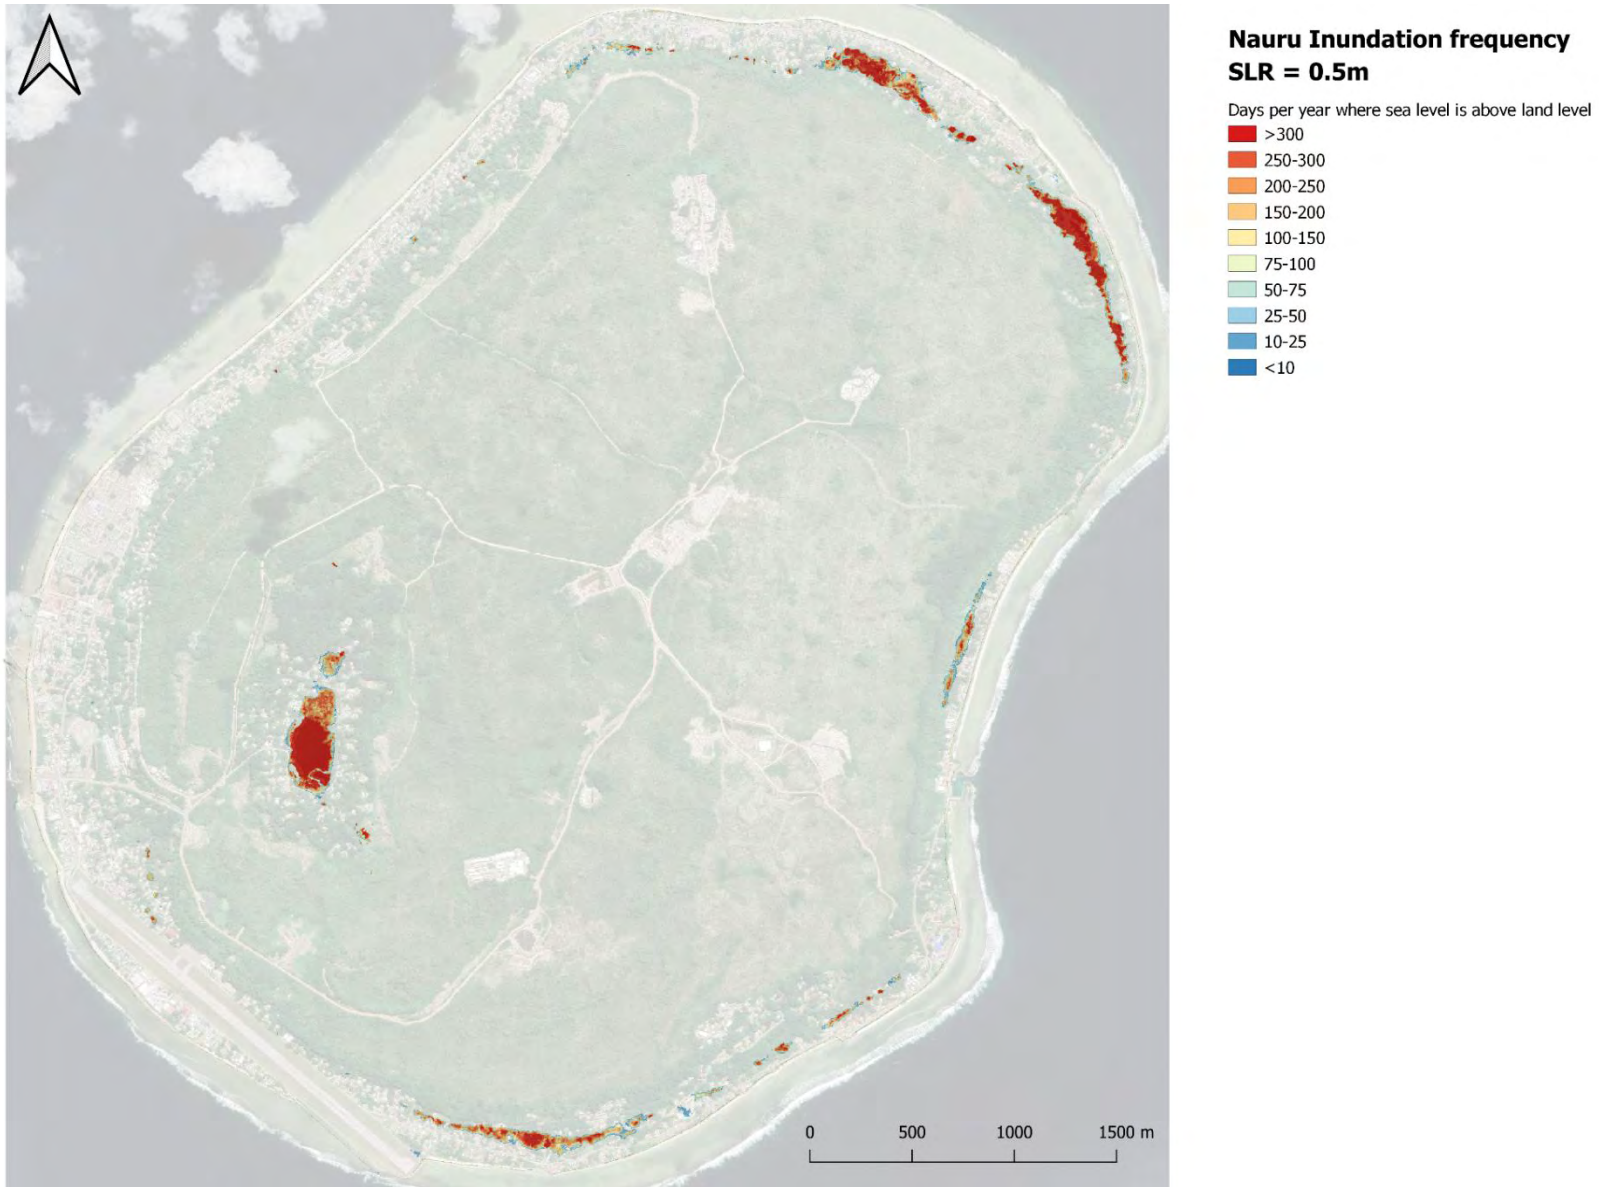 Nauru Inundation frequency
SLR = 0.5m
Days per year where sea level is above land level
>300
250-300
200-250
150-200
100-150
75-100
50-75
25-50
10-25
<10
0 500 1000 1500 m